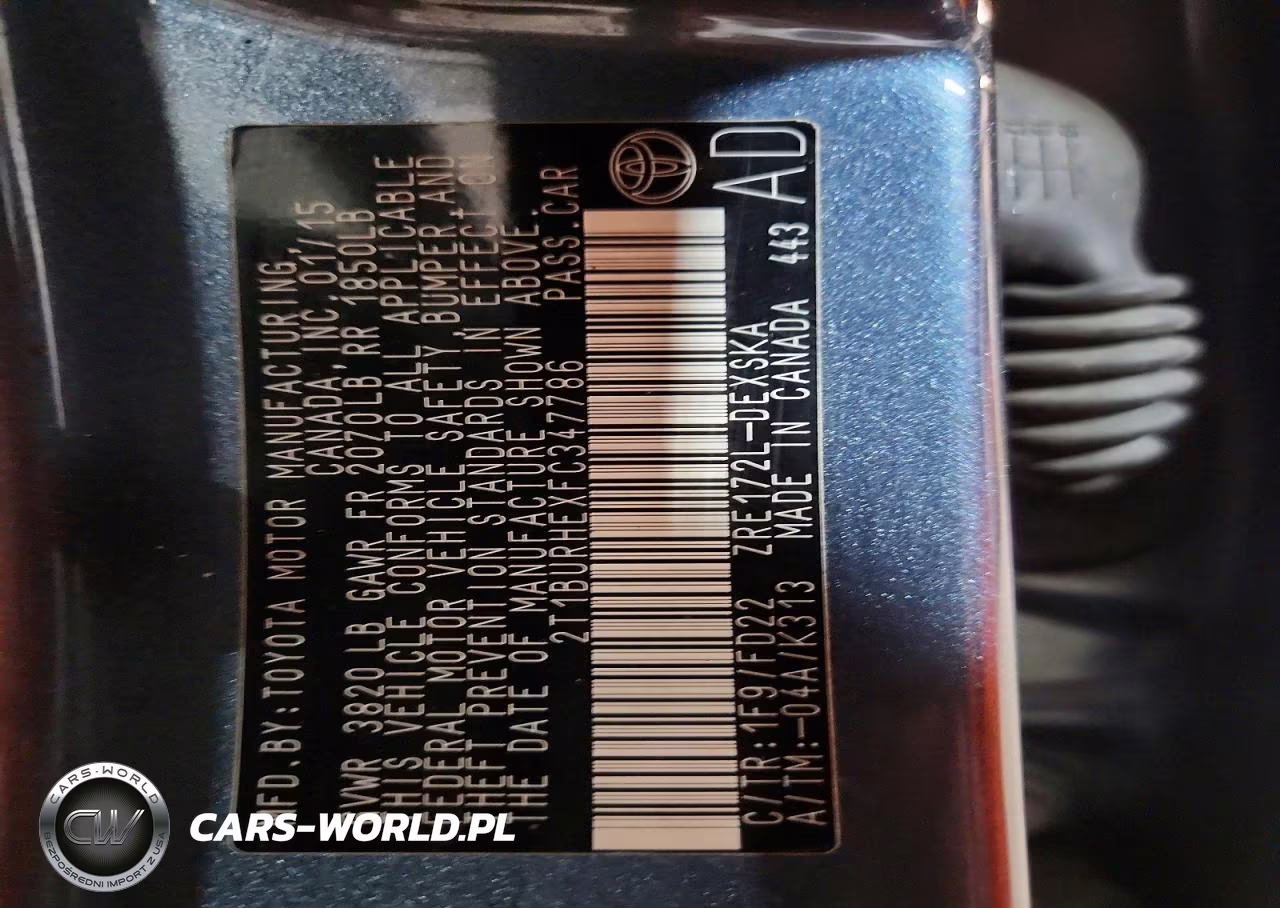 MFD.BY:TOYOTA MOTOR MANUFACTURING,
CANADA,INC. 01/15
GVWR 3820LB GAWR FR 2070LB RR 1850LB
THIS VEHICLE CONFORMS TO ALL APPLICABLE
FEDERAL MOTOR VEHICLE SAFETY,BUMPER,AND
THEFT PREVENTION STANDARDS IN EFFECT ON
THE DATE OF MANUFACTURE SHOWN ABOVE.
2T1BURHEXFC347786 PASS.CAR
C/TR:1F9/FD22 ZRE172L-DEXSKA
A/TM:-04A/K313 MADE IN CANADA 443
AD
CARS-WORLD
CW
BEZPOŚREDNI IMPORT Z USA
CARS-WORLD.PL